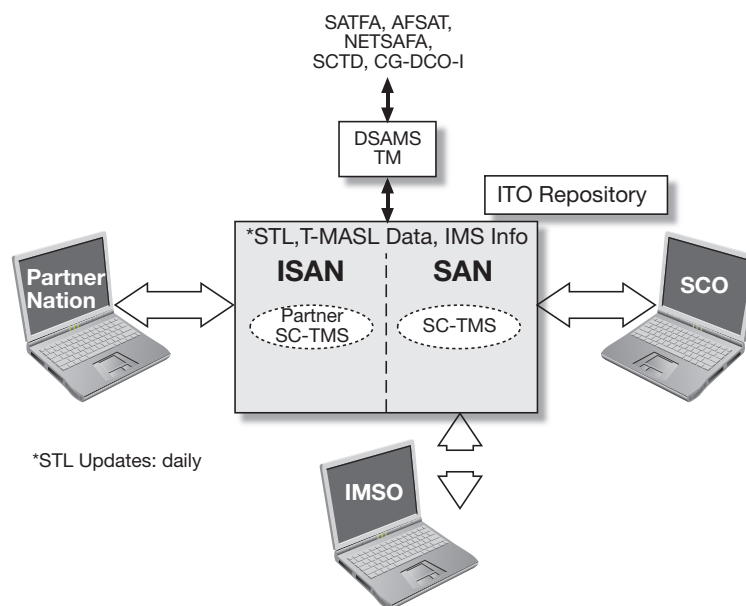 SATFA, AFSAT,
NETSAFA,
SCTD, CG-DCO-I
DSAMS
TM
ITO Repository
*STL,T-MASL Data, IMS Info
ISAN
SAN
Partner
Nation
Partner
SC-TMS
SC-TMS
SCO
*STL Updates: daily
IMSO